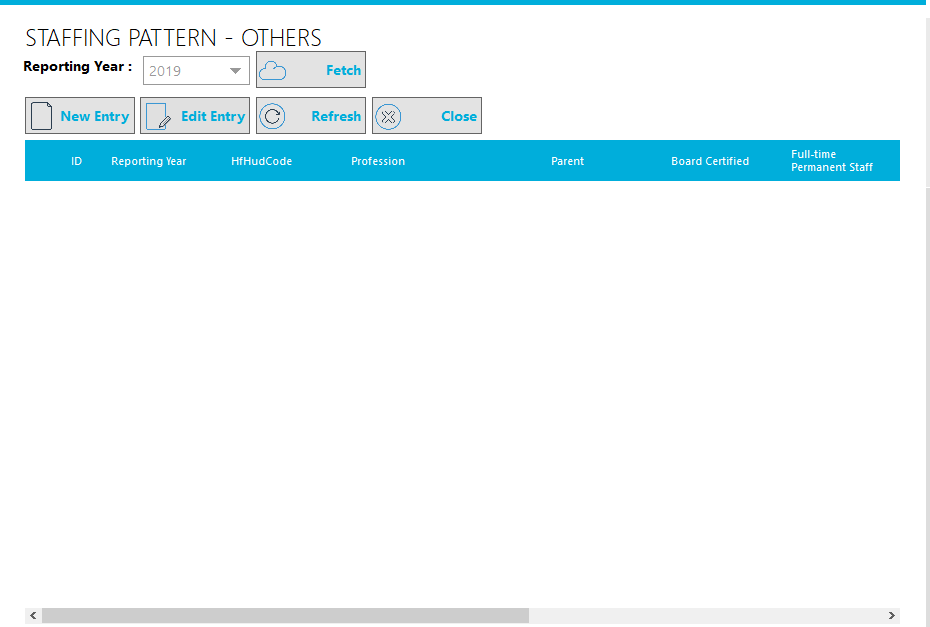 STAFFING PATTERN - OTHERS
Reporting Year : 2019 Fetch
New Entry Edit Entry Refresh Close
ID Reporting Year HfHudCode Profession Parent Board Certified Full-time
Permanent Staff